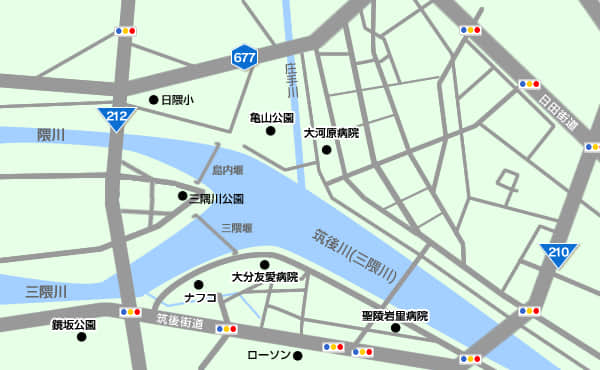 677
庄手川
日隈小
212
亀山公園
日田街道
隈川
大河原病院
島内堰
三隈川公園
三隈堰
筑後川(三隈川)
210
大分友愛病院
三隈川
ナフコ
筑後街道
聖陵岩里病院
鏡坂公園
ローソン